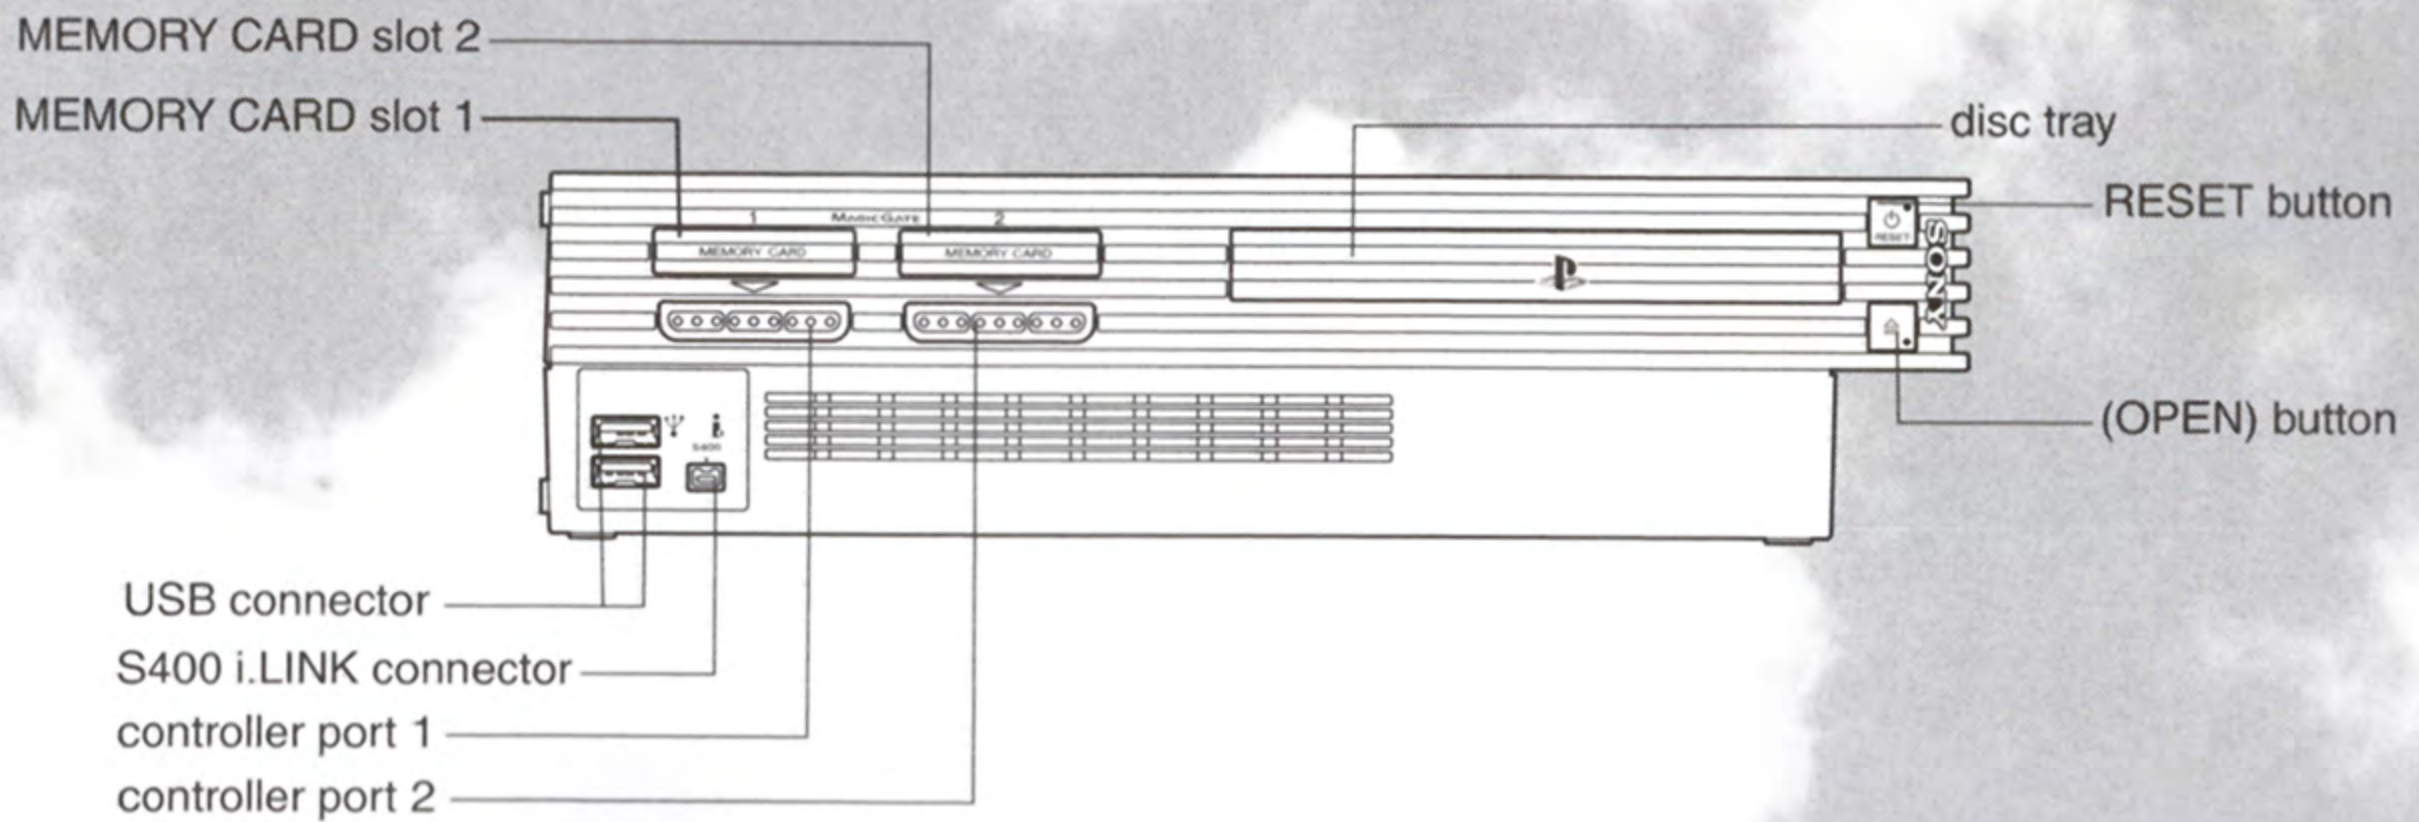 MEMORY CARD slot 2
MEMORY CARD slot 1
disc tray
RESET button
1
MAGICGATE
2
MEMORY CARD
MEMORY CARD
RESET
SONY
(OPEN) button
S400
USB connector
S400 i.LINK connector
controller port 1
controller port 2